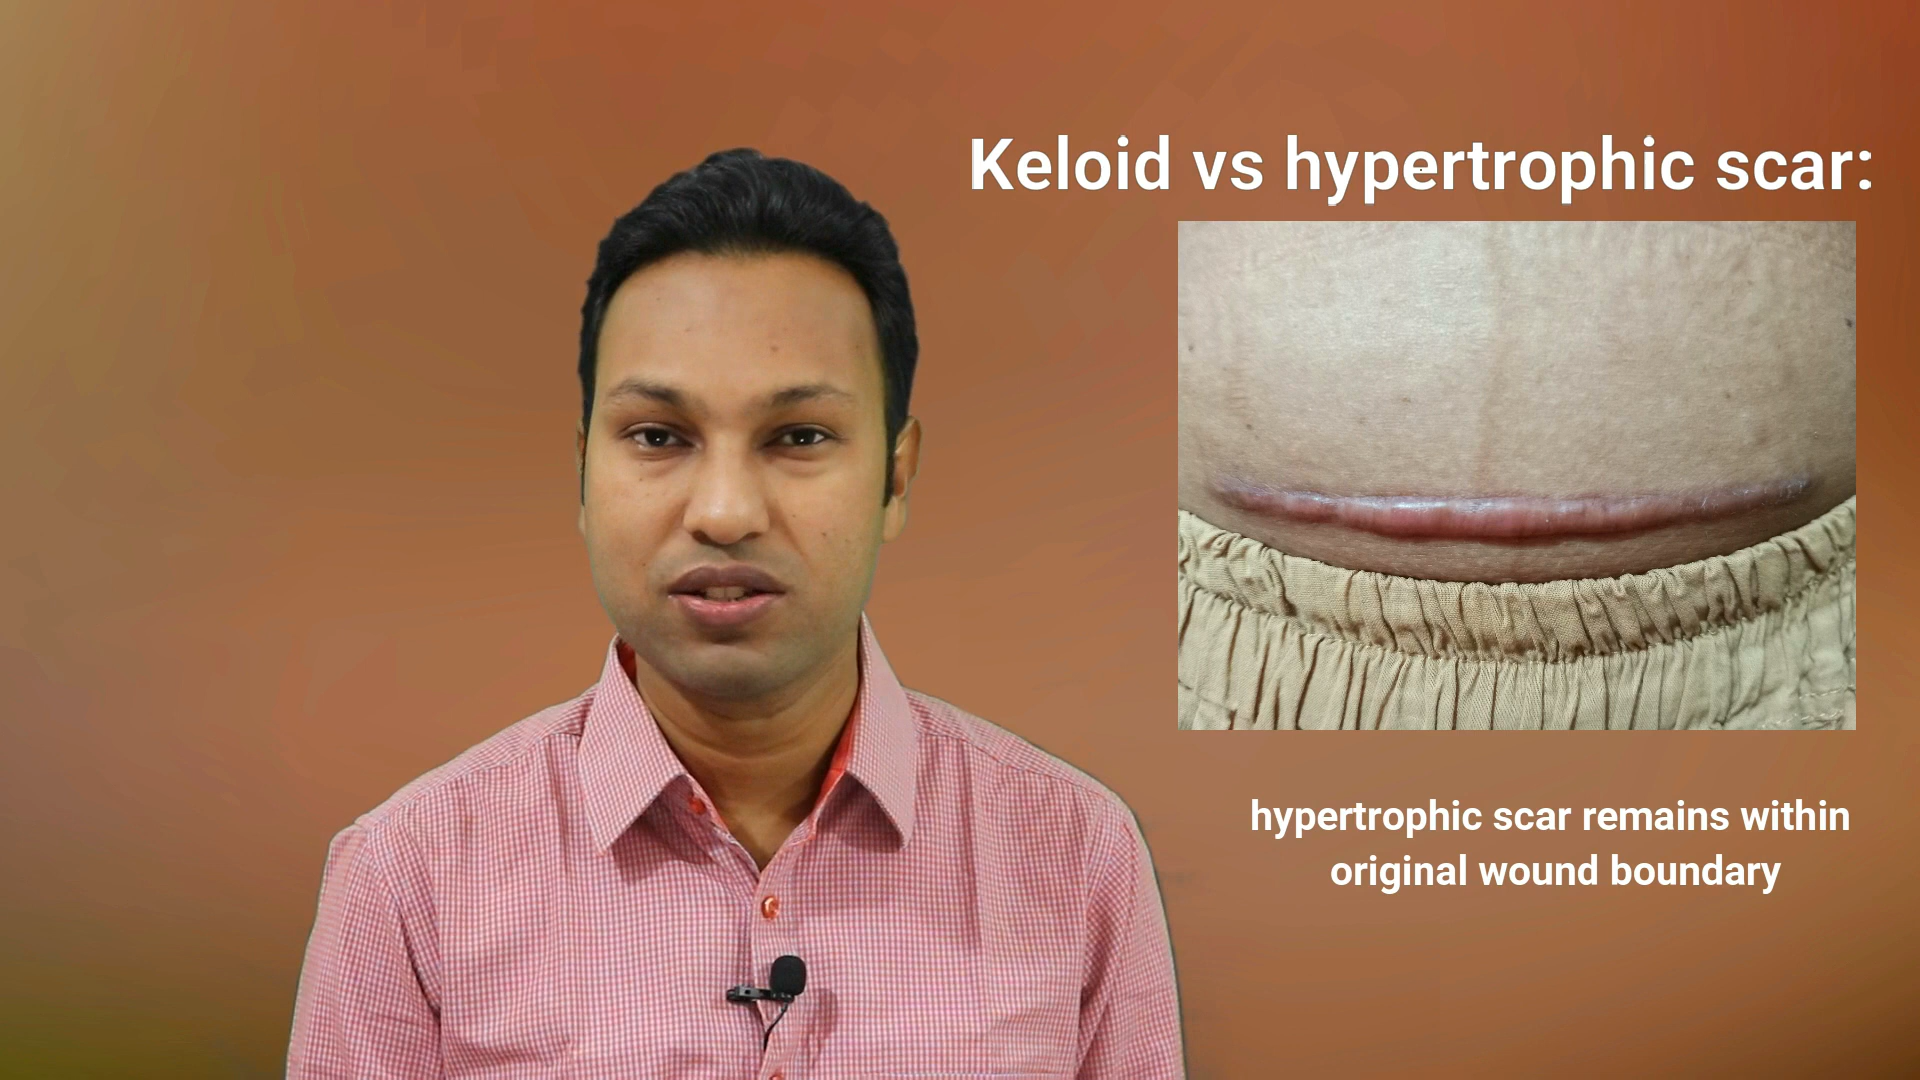 Keloid vs hypertrophic scar:
hypertrophic scar remains within
original wound boundary